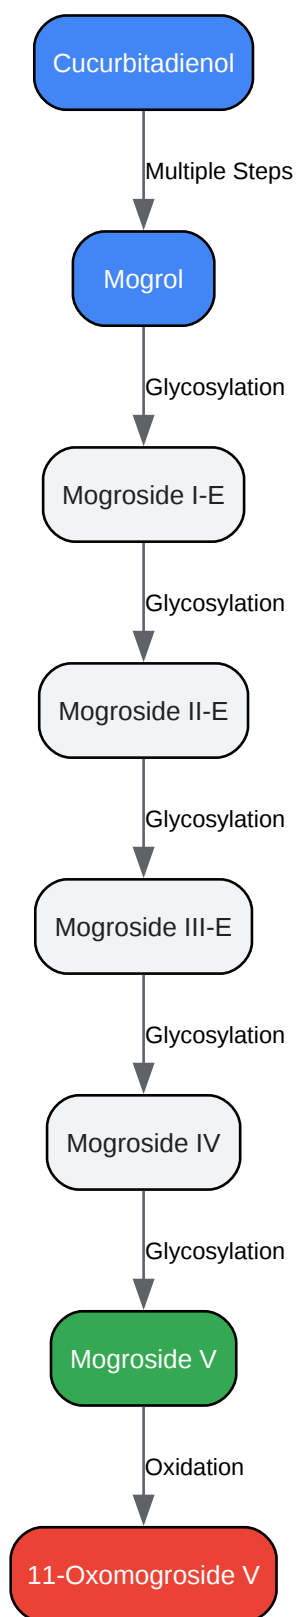 Cucurbitadienol
Multiple Steps
Mogrol
Glycosylation
Mogroside I-E
Glycosylation
Mogroside II-E
Glycosylation
Mogroside III-E
Glycosylation
Mogroside IV
Glycosylation
Mogroside V
Oxidation
11-Oxomogroside V